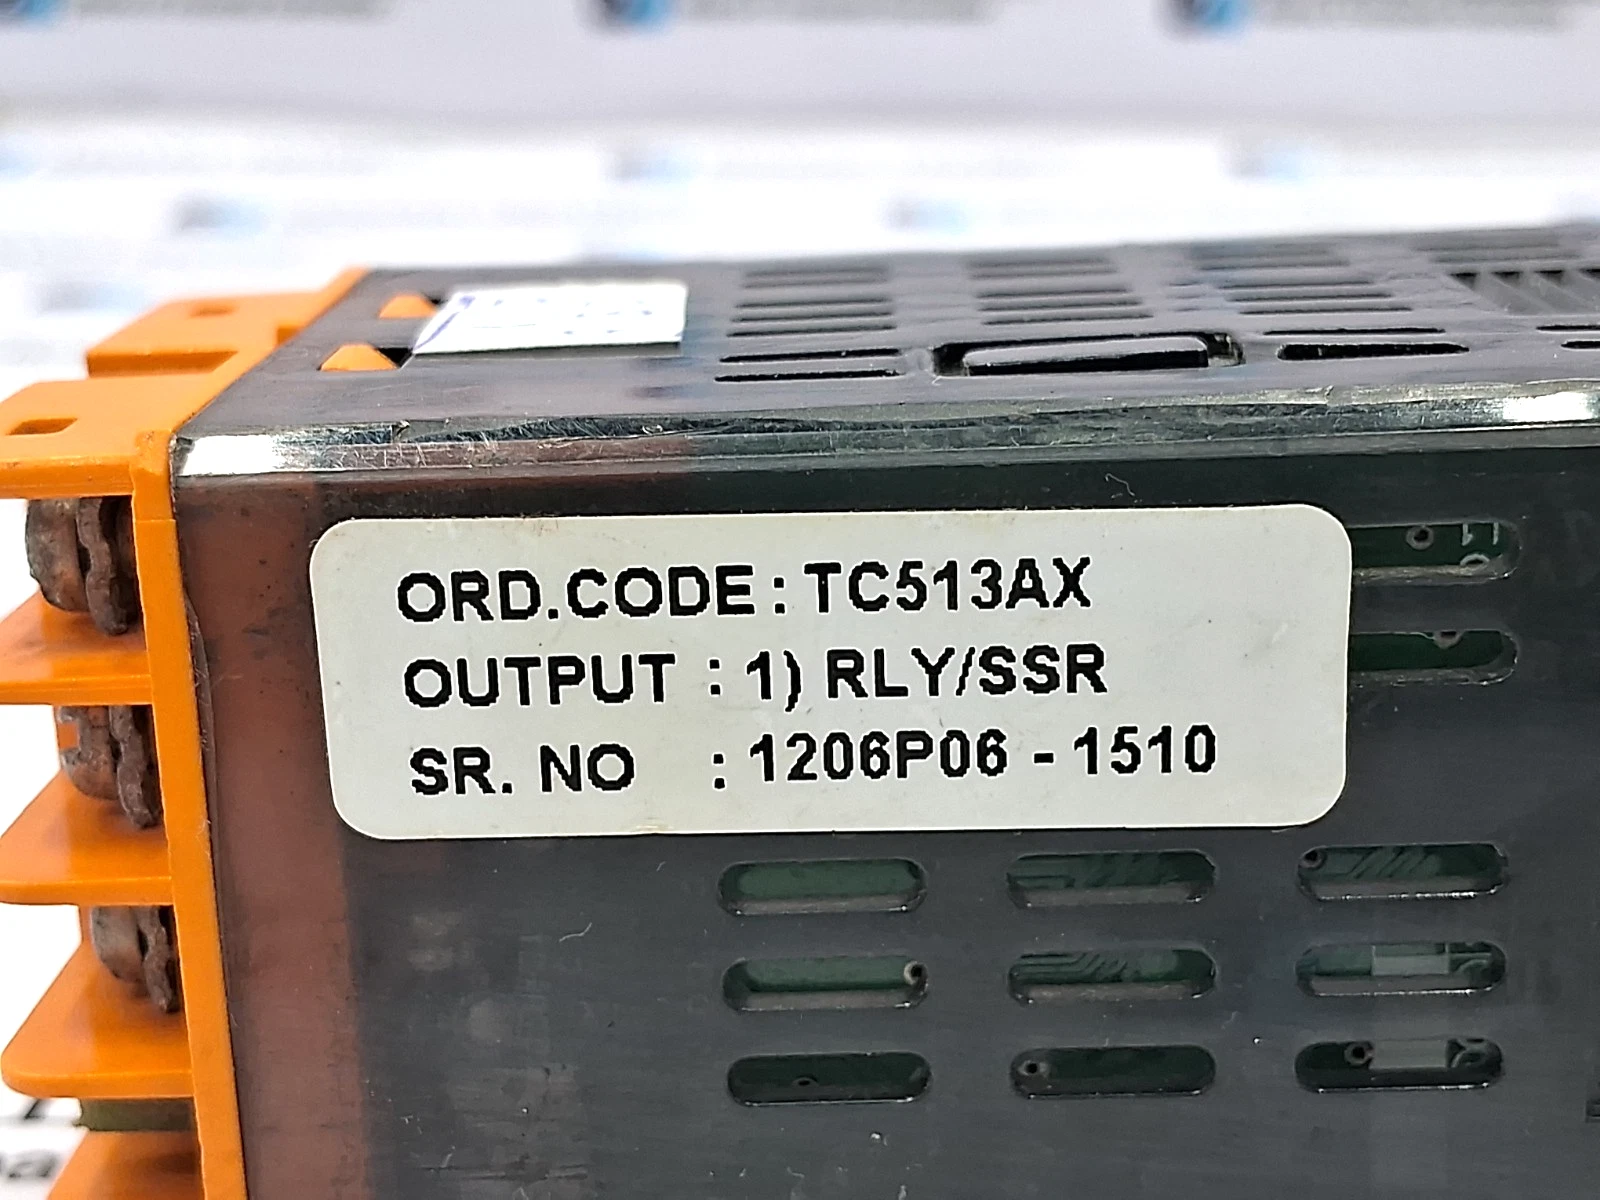 ORD.CODE : TC513AX
OUTPUT : 1) RLY/SSR
SR. NO : 1206P06 - 1510